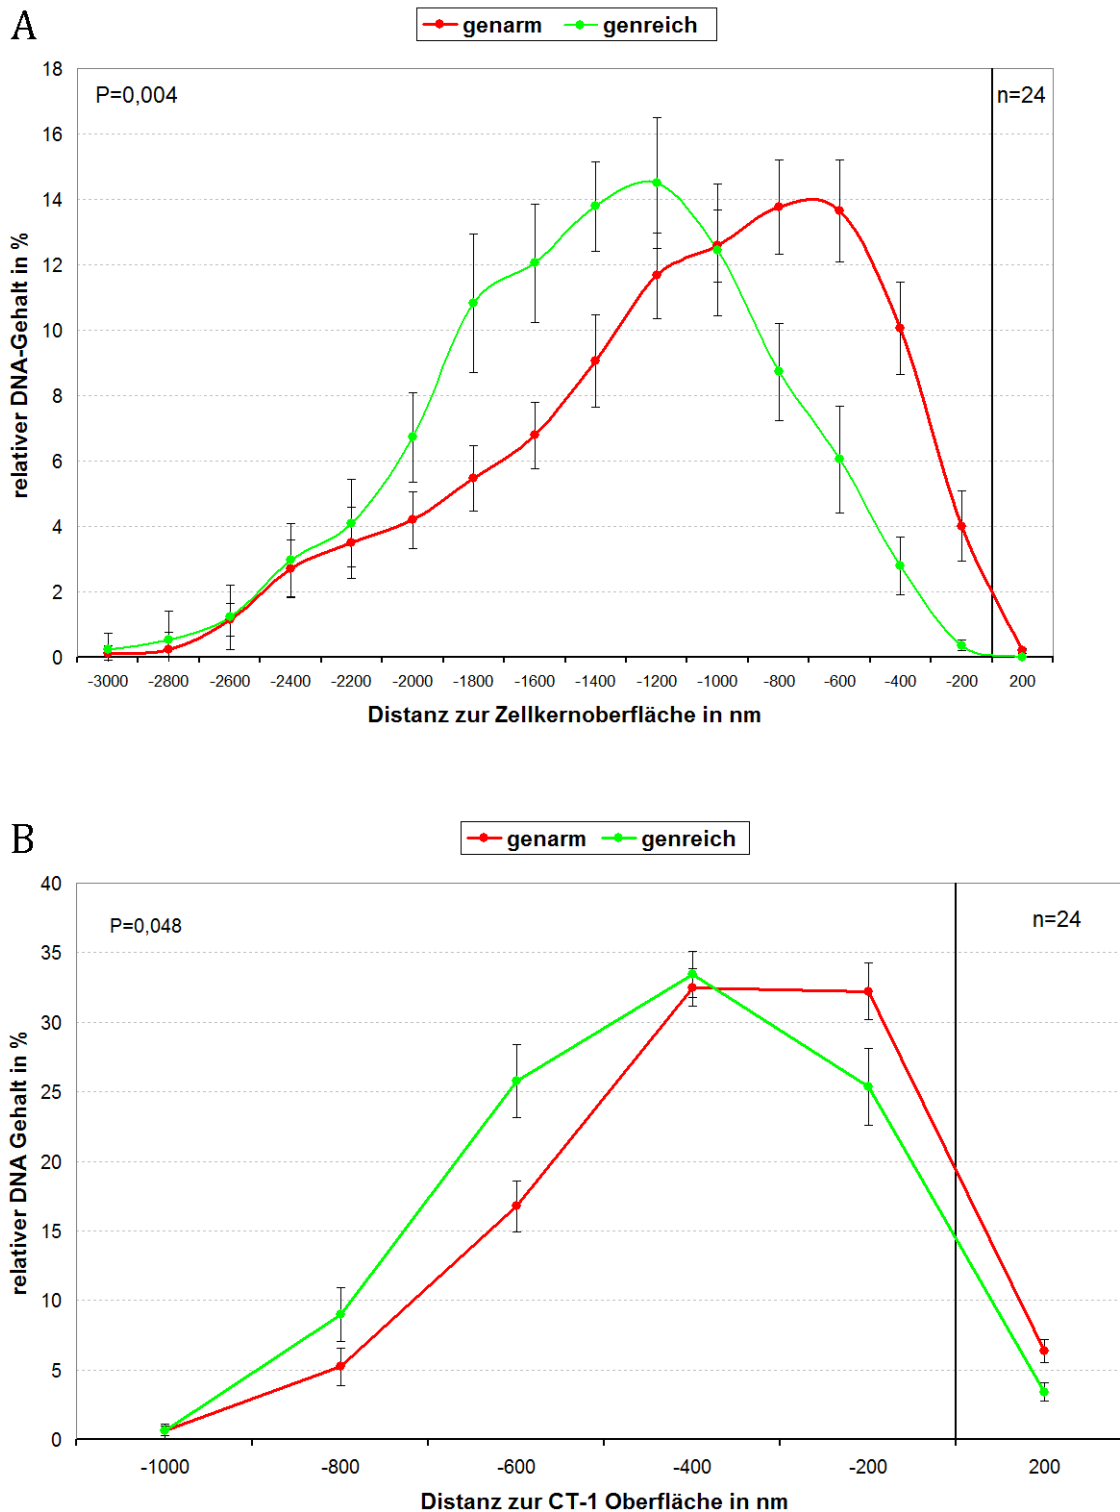 A
genarm genreich
P=0,004
n=24
18
16
14
12
10
8
6
4
2
0
relativer DNA-Gehalt in %
-3000 -2800 -2600 -2400 -2200 -2000 -1800 -1600 -1400 -1200 -1000 -800 -600 -400 -200 200
Distanz zur Zellkernoberfläche in nm
B
genarm genreich
P=0,048
n=24
40
35
30
25
20
15
10
5
0
relativer DNA Gehalt in %
-1000 -800 -600 -400 -200 200
Distanz zur CT-1 Oberfläche in nm